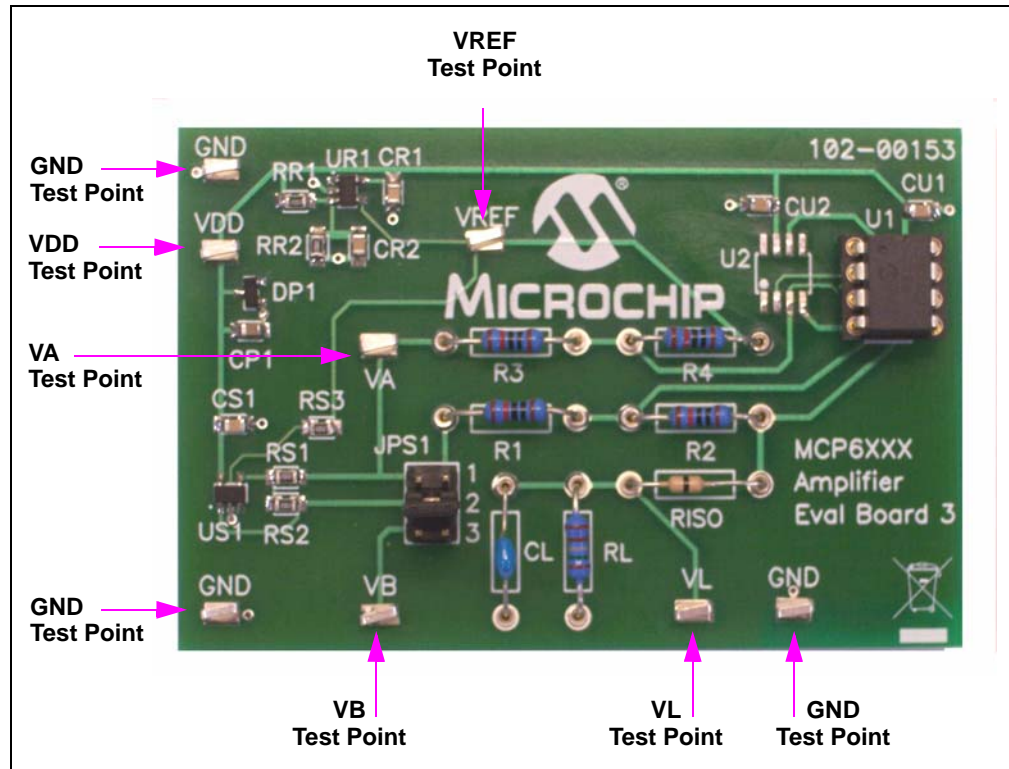 VREF
Test Point
GND
Test Point
VDD
Test Point
VA
Test Point
GND
Test Point
VB
Test Point
VL
Test Point
GND
Test Point
GND
UR1
CR1
RR1
102-00153
CU1
VREF
®
CU2
U1
VDD
RR2
CR2
U2
DP1
MICROCHIP
CP1
VA
R3
R4
CS1
RS3
JPS1
R1
R2
MCP6XXX
Amplifier
Eval Board 3
RS1
1
2
3
US1
RS2
RISO
CL
RL
GND
VB
VL
GND